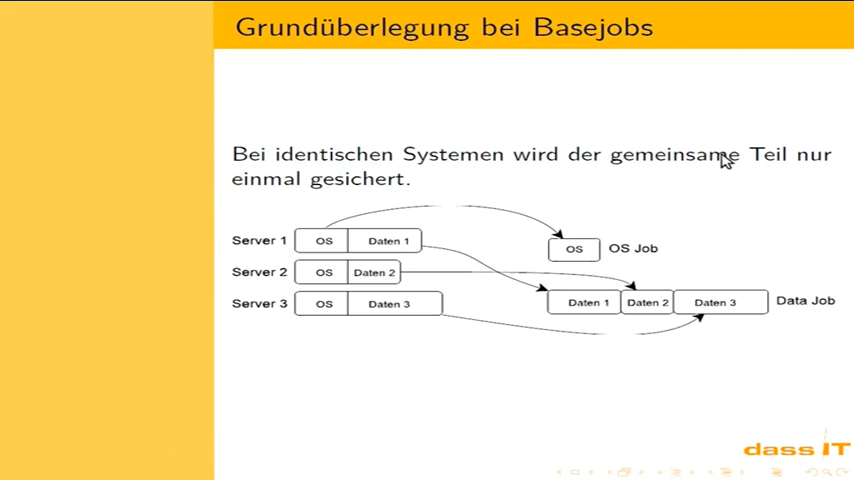 Grundüberlegung bei Basejobs
Bei identischen Systemen wird der gemeinsame Teil nur
einmal gesichert.
Server 1 OS Daten 1
OS OS Job
Server 2 OS Daten 2
Server 3 OS Daten 3
Daten 1 Daten 2 Daten 3 Data Job
dass IT